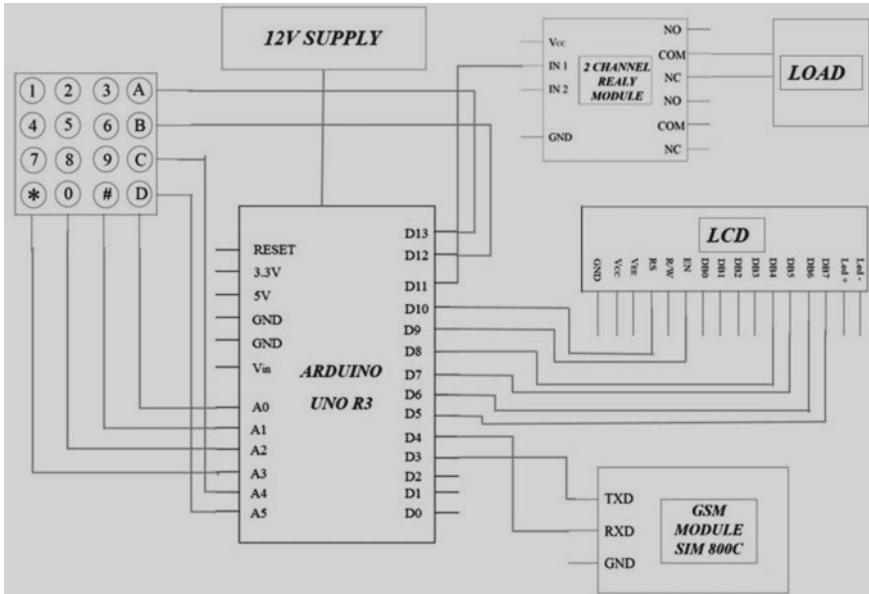 12V SUPPLY
1 2 3 A
4 5 6 B
7 8 9 C
* 0 # D
Vcc
IN 1
IN 2
GND
2 CHANNEL
REALY
MODULE
NO
COM
NC
NO
COM
NC
LOAD
RESET
3.3V
5V
GND
GND
Vin
A0
A1
A2
A3
A4
A5
ARDUINO
UNO R3
D13
D12
D11
D10
D9
D8
D7
D6
D5
D4
D3
D2
D1
D0
LCD
GND
Vcc
VEE
RS
R/W
EN
DB0
DB1
DB2
DB3
DB4
DB5
DB6
DB7
Led +
Led -
TXD
RXD
GND
GSM
MODULE
SIM 800C